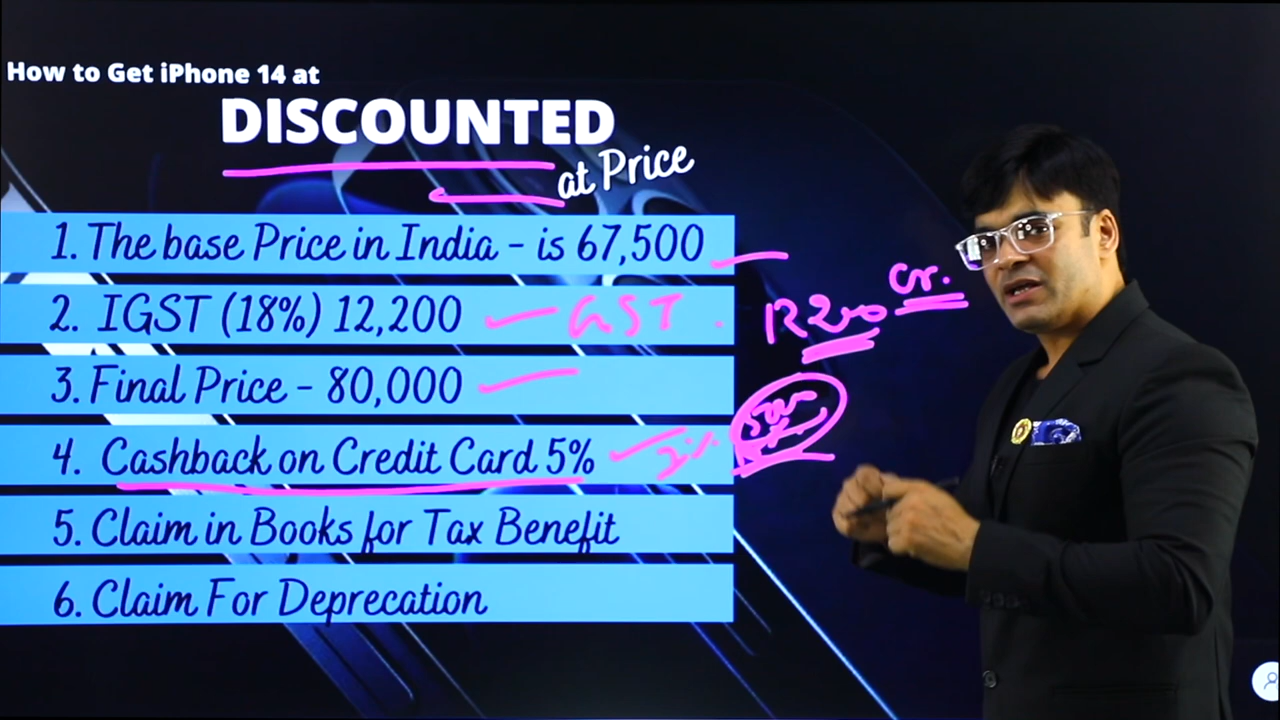 How to Get iPhone 14 at
DISCOUNTED
at Price
1. The base Price in India - is 67,500
2. IGST (18%) 12,200 GST
12200 Cr.
3. Final Price - 80,000
4. Cashback on Credit Card 5%
5. Claim in Books for Tax Benefit
6. Claim For Deprecation